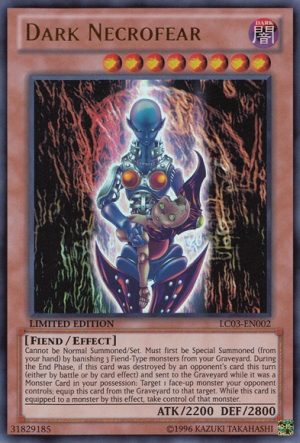 DARK NECROFEAR
DARK
闇
LIMITED EDITION
LC03-EN002
[FIEND / EFFECT]
Cannot be Normal Summoned/Set. Must first be Special Summoned (from
your hand) by banishing 3 Fiend-Type monsters from your Graveyard. During
the End Phase, if this card was destroyed by an opponent's card this turn
(either by battle or by card effect) and sent to the Graveyard while it was a
Monster Card in your possession: Target 1 face-up monster your opponent
controls; equip this card from the Graveyard to that target. While this card is
equipped to a monster by this effect, take control of that monster.
ATK/2200 DEF/2800
31829185
©1996 KAZUKI TAKAHASHI